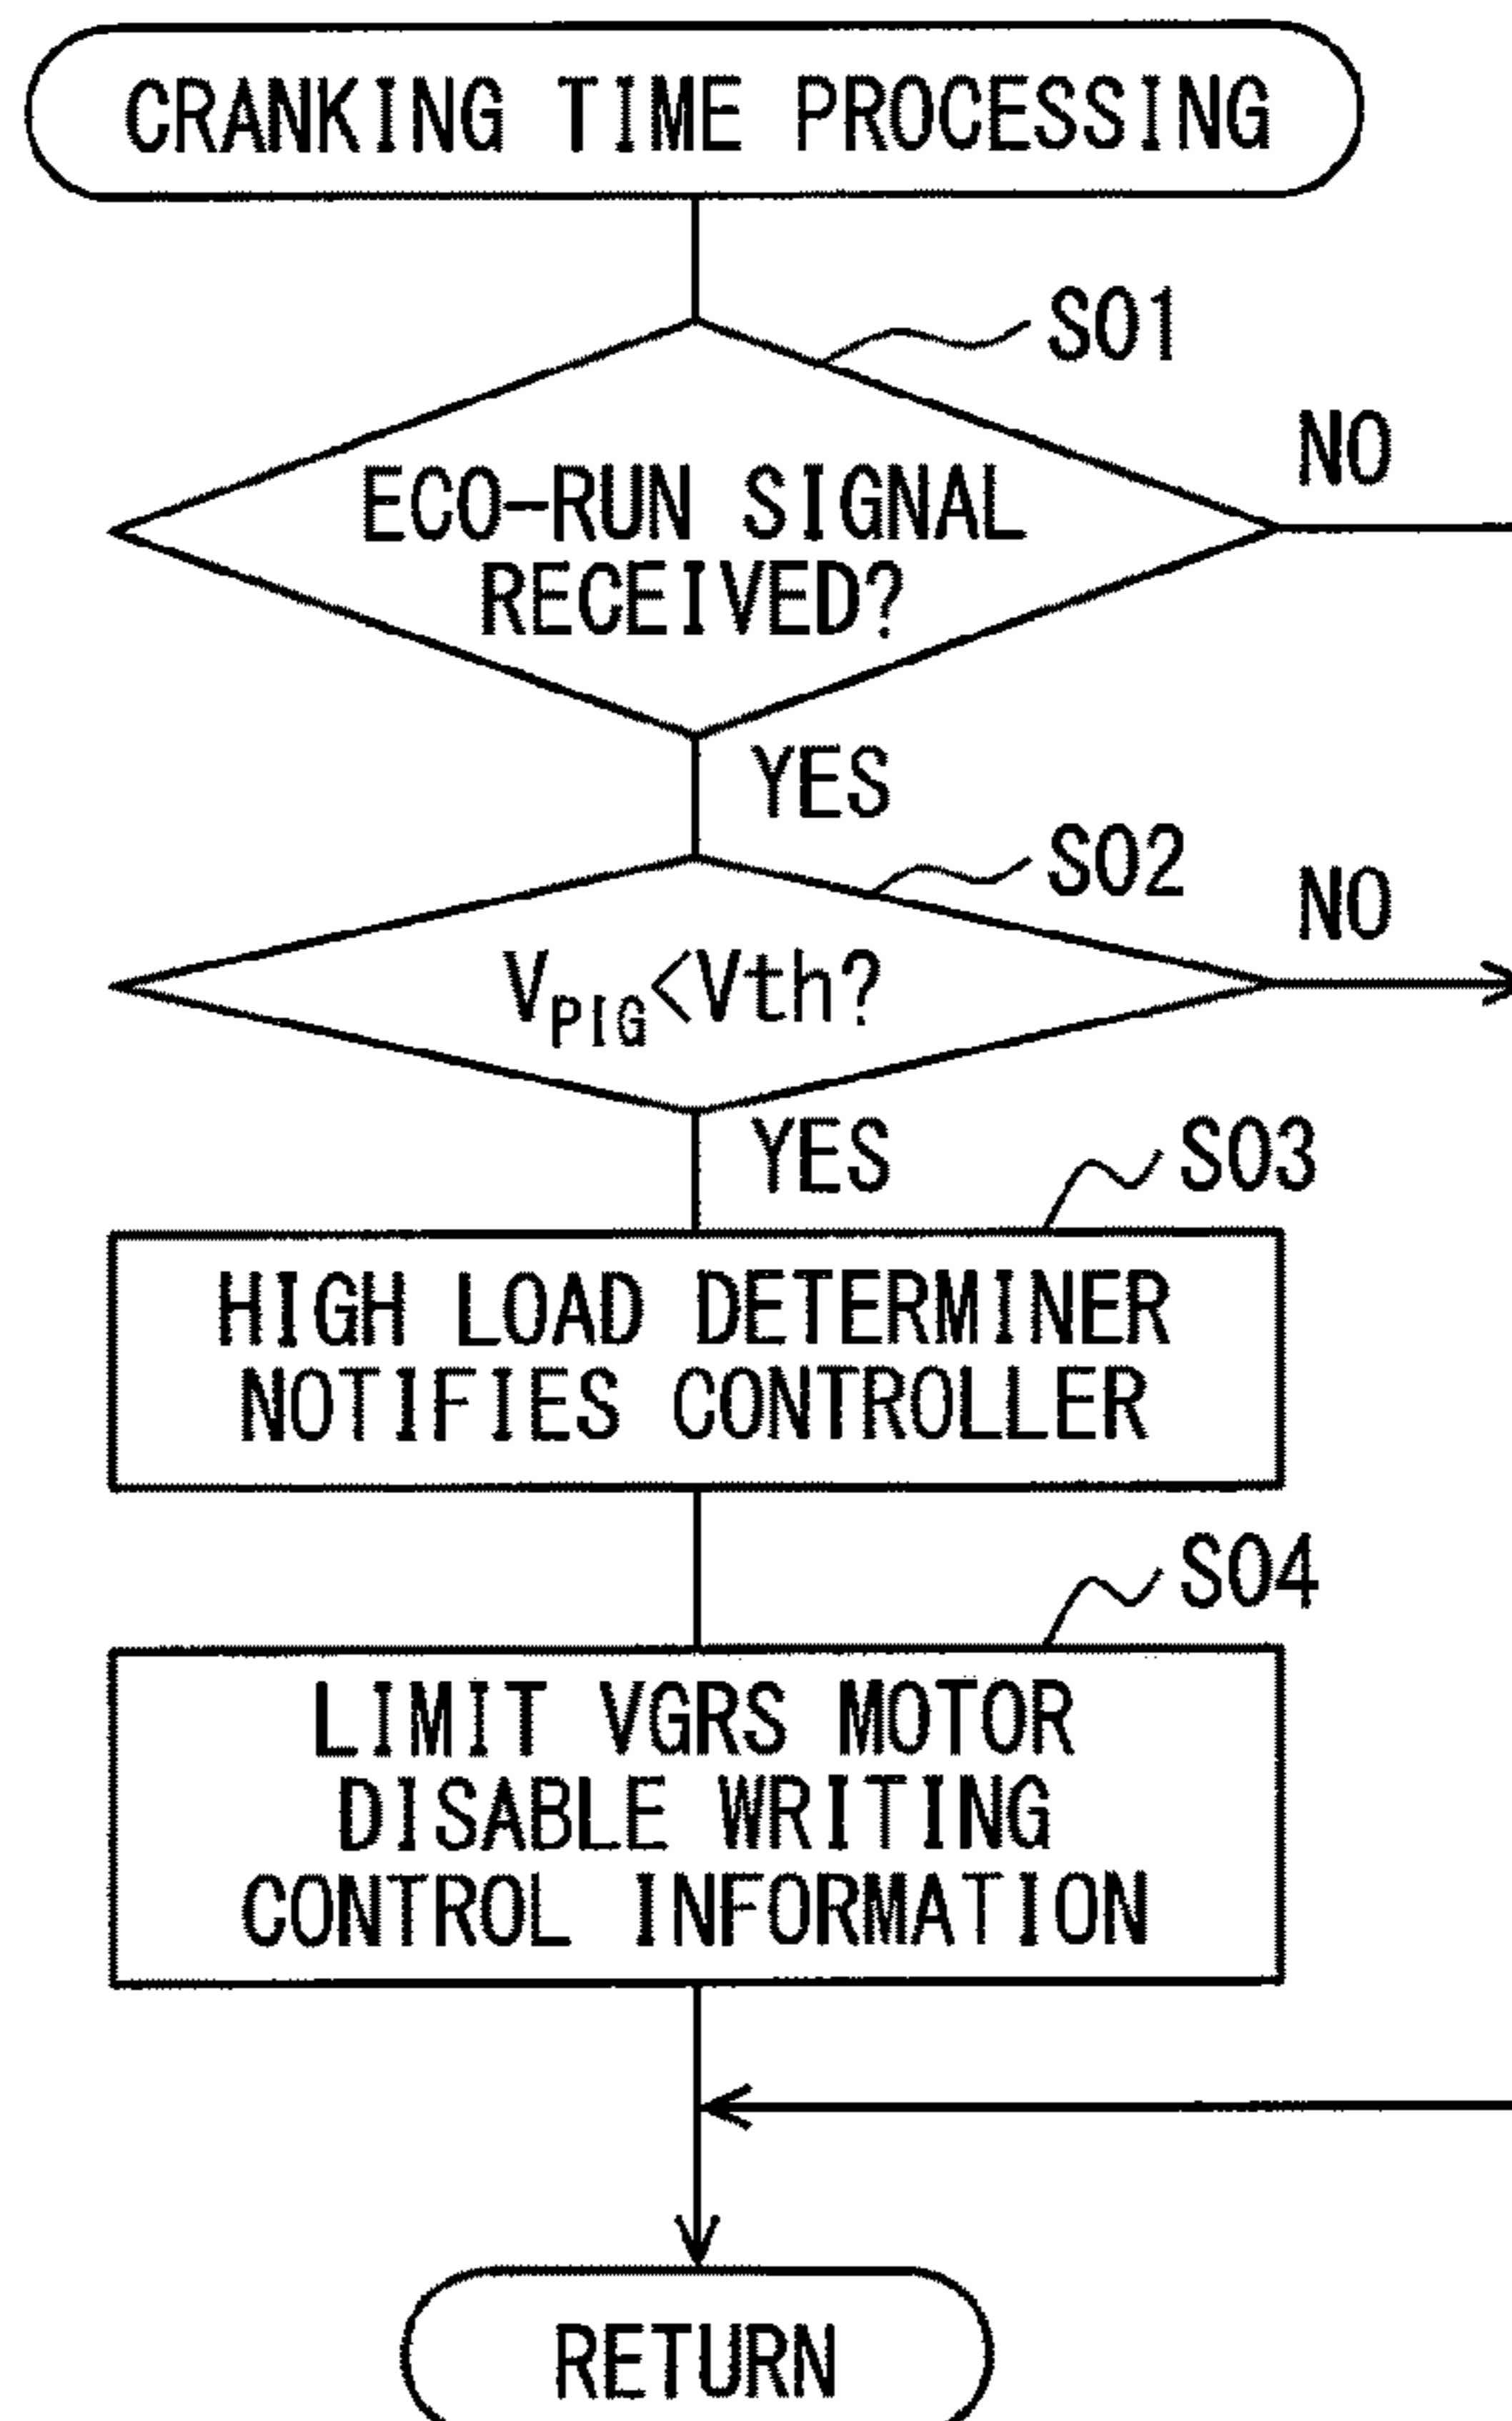 CRANKING TIME PROCESSING
S01
NO
ECO-RUN SIGNAL
RECEIVED?
YES
S02
NO
VPIG<Vth?
YES
S03
HIGH LOAD DETERMINER
NOTIFIES CONTROLLER
S04
LIMIT VGRS MOTOR
DISABLE WRITING
CONTROL INFORMATION
RETURN